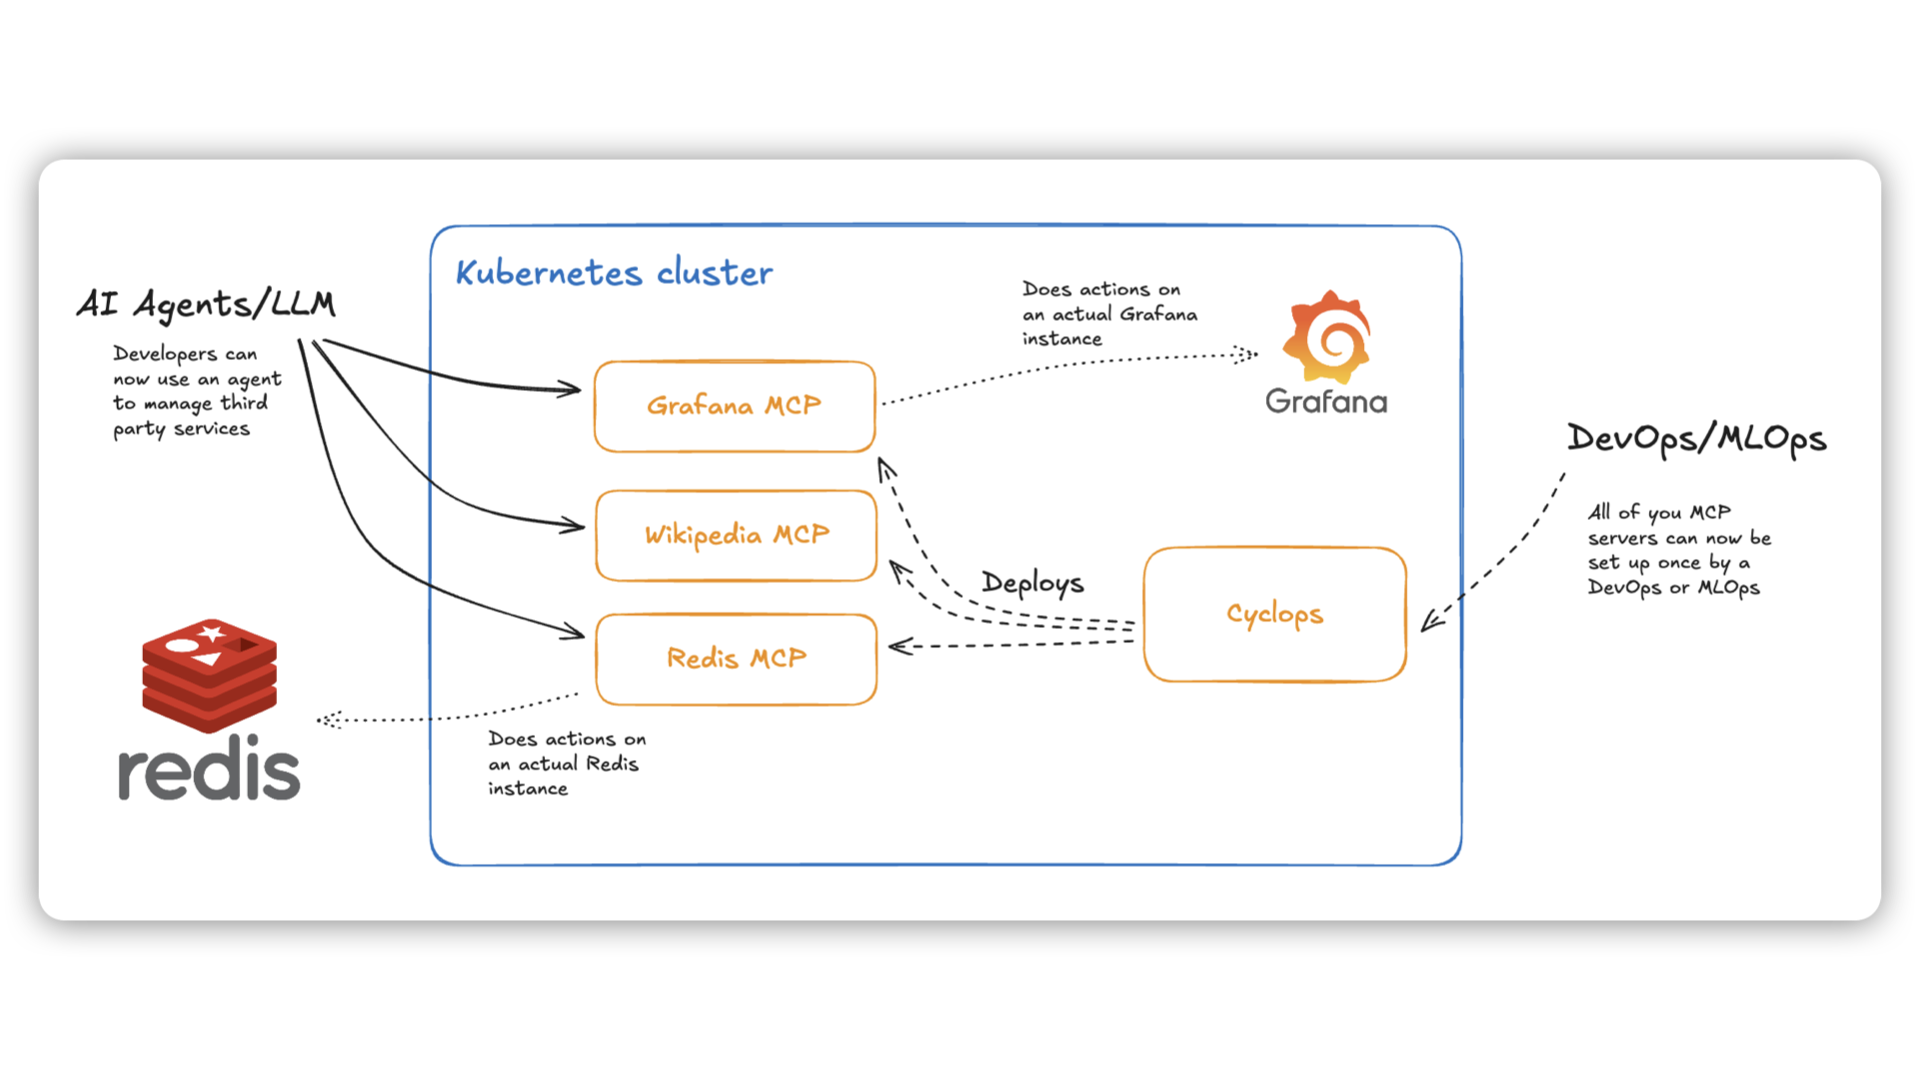 Kubernetes cluster
AI Agents/LLM
Developers can
now use an agent
to manage third
party services
Does actions on
an actual Grafana
instance
Grafana
Grafana MCP
Wikipedia MCP
Redis MCP
Deploys
Cyclops
DevOps/MLOps
All of you MCP
servers can now be
set up once by a
DevOps or MLOps
redis
Does actions on
an actual Redis
instance